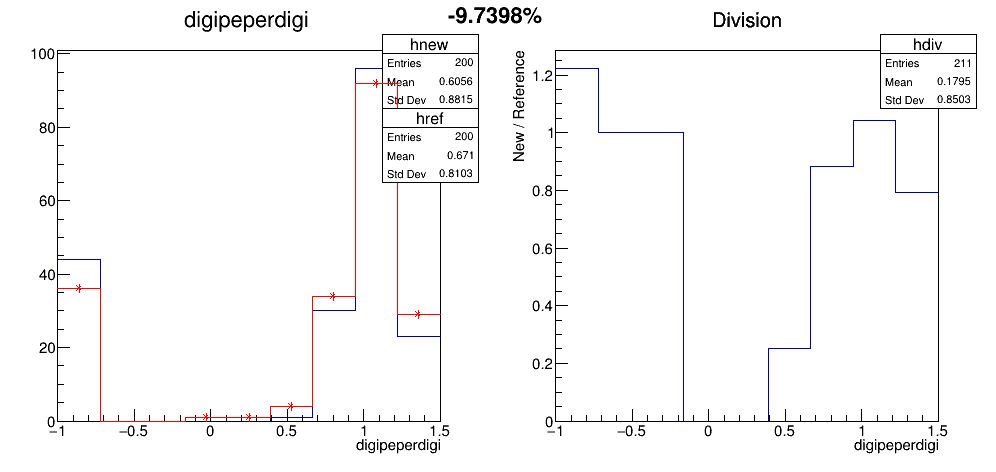 -9.7398%
digipeperdigi
hnew
Entries 200
Mean 0.6056
Std Dev 0.8815
href
Entries 200
Mean 0.671
Std Dev 0.8103
100
80
60
40
20
0
−1 −0.5 0 0.5 1 1.5
digipeperdigi
Division
hdiv
Entries 211
Mean 0.1795
Std Dev 0.8503
New / Reference
1.2
1
0.8
0.6
0.4
0.2
0
−1 −0.5 0 0.5 1 1.5
digipeperdigi